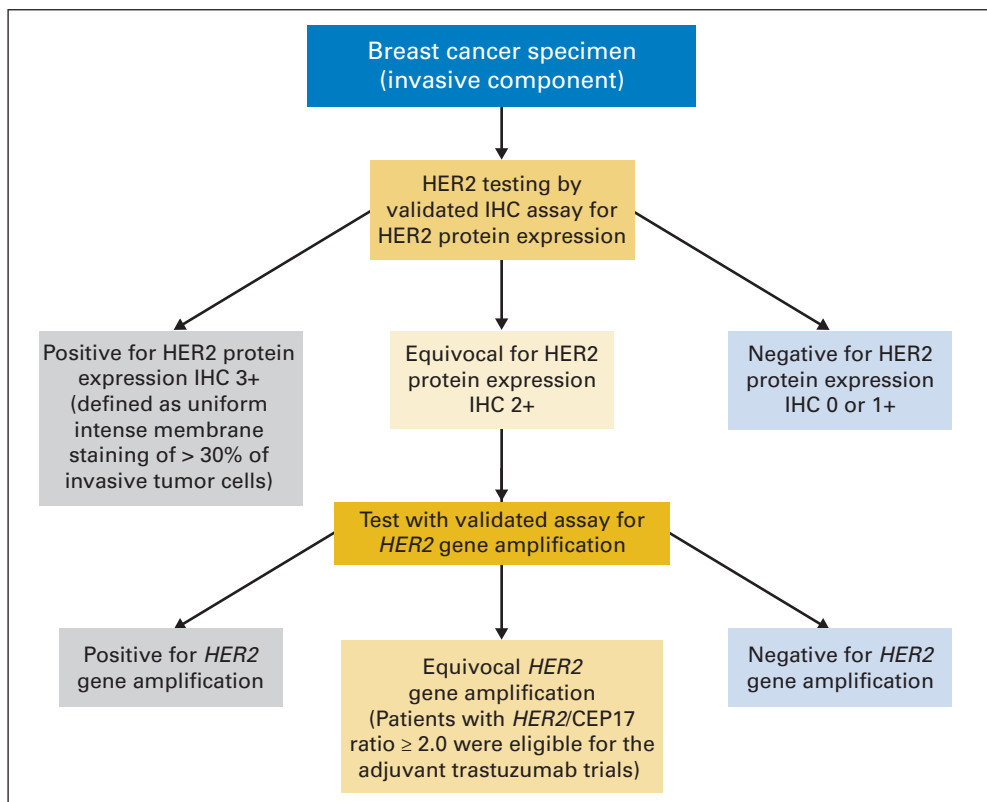 Breast cancer specimen
(invasive component)
HER2 testing by
validated IHC assay for
HER2 protein expression
Positive for HER2 protein
expression IHC 3+
(defined as uniform
intense membrane
staining of > 30% of
invasive tumor cells)
Equivocal for HER2
protein expression
IHC 2+
Negative for HER2
protein expression
IHC 0 or 1+
Test with validated assay for
HER2 gene amplification
Positive for HER2
gene amplification
Equivocal HER2
gene amplification
(Patients with HER2/CEP17
ratio ≥ 2.0 were eligible for the
adjuvant trastuzumab trials)
Negative for HER2
gene amplification